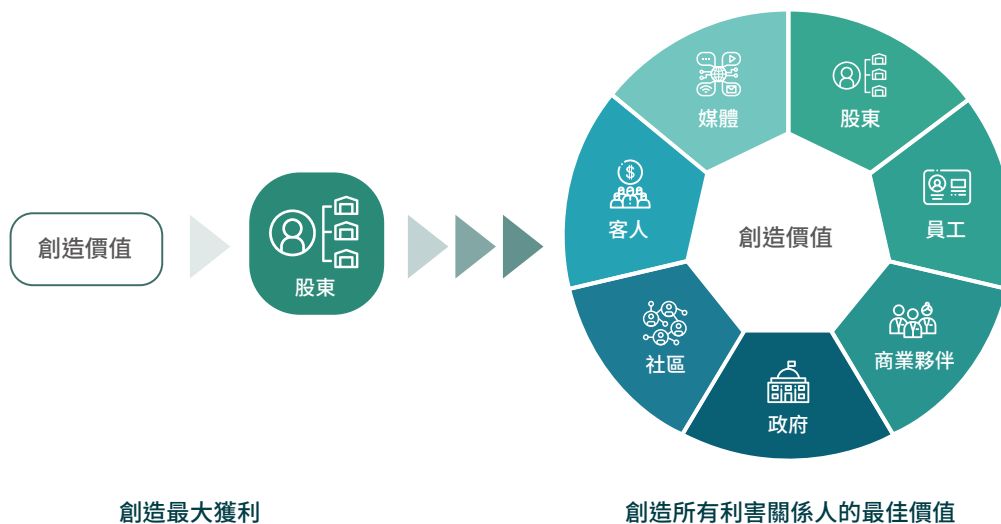 創造價值
股東
媒體
股東
客人
員工
創造價值
社區
商業夥伴
政府
創造最大獲利
創造所有利害關係人的最佳價值